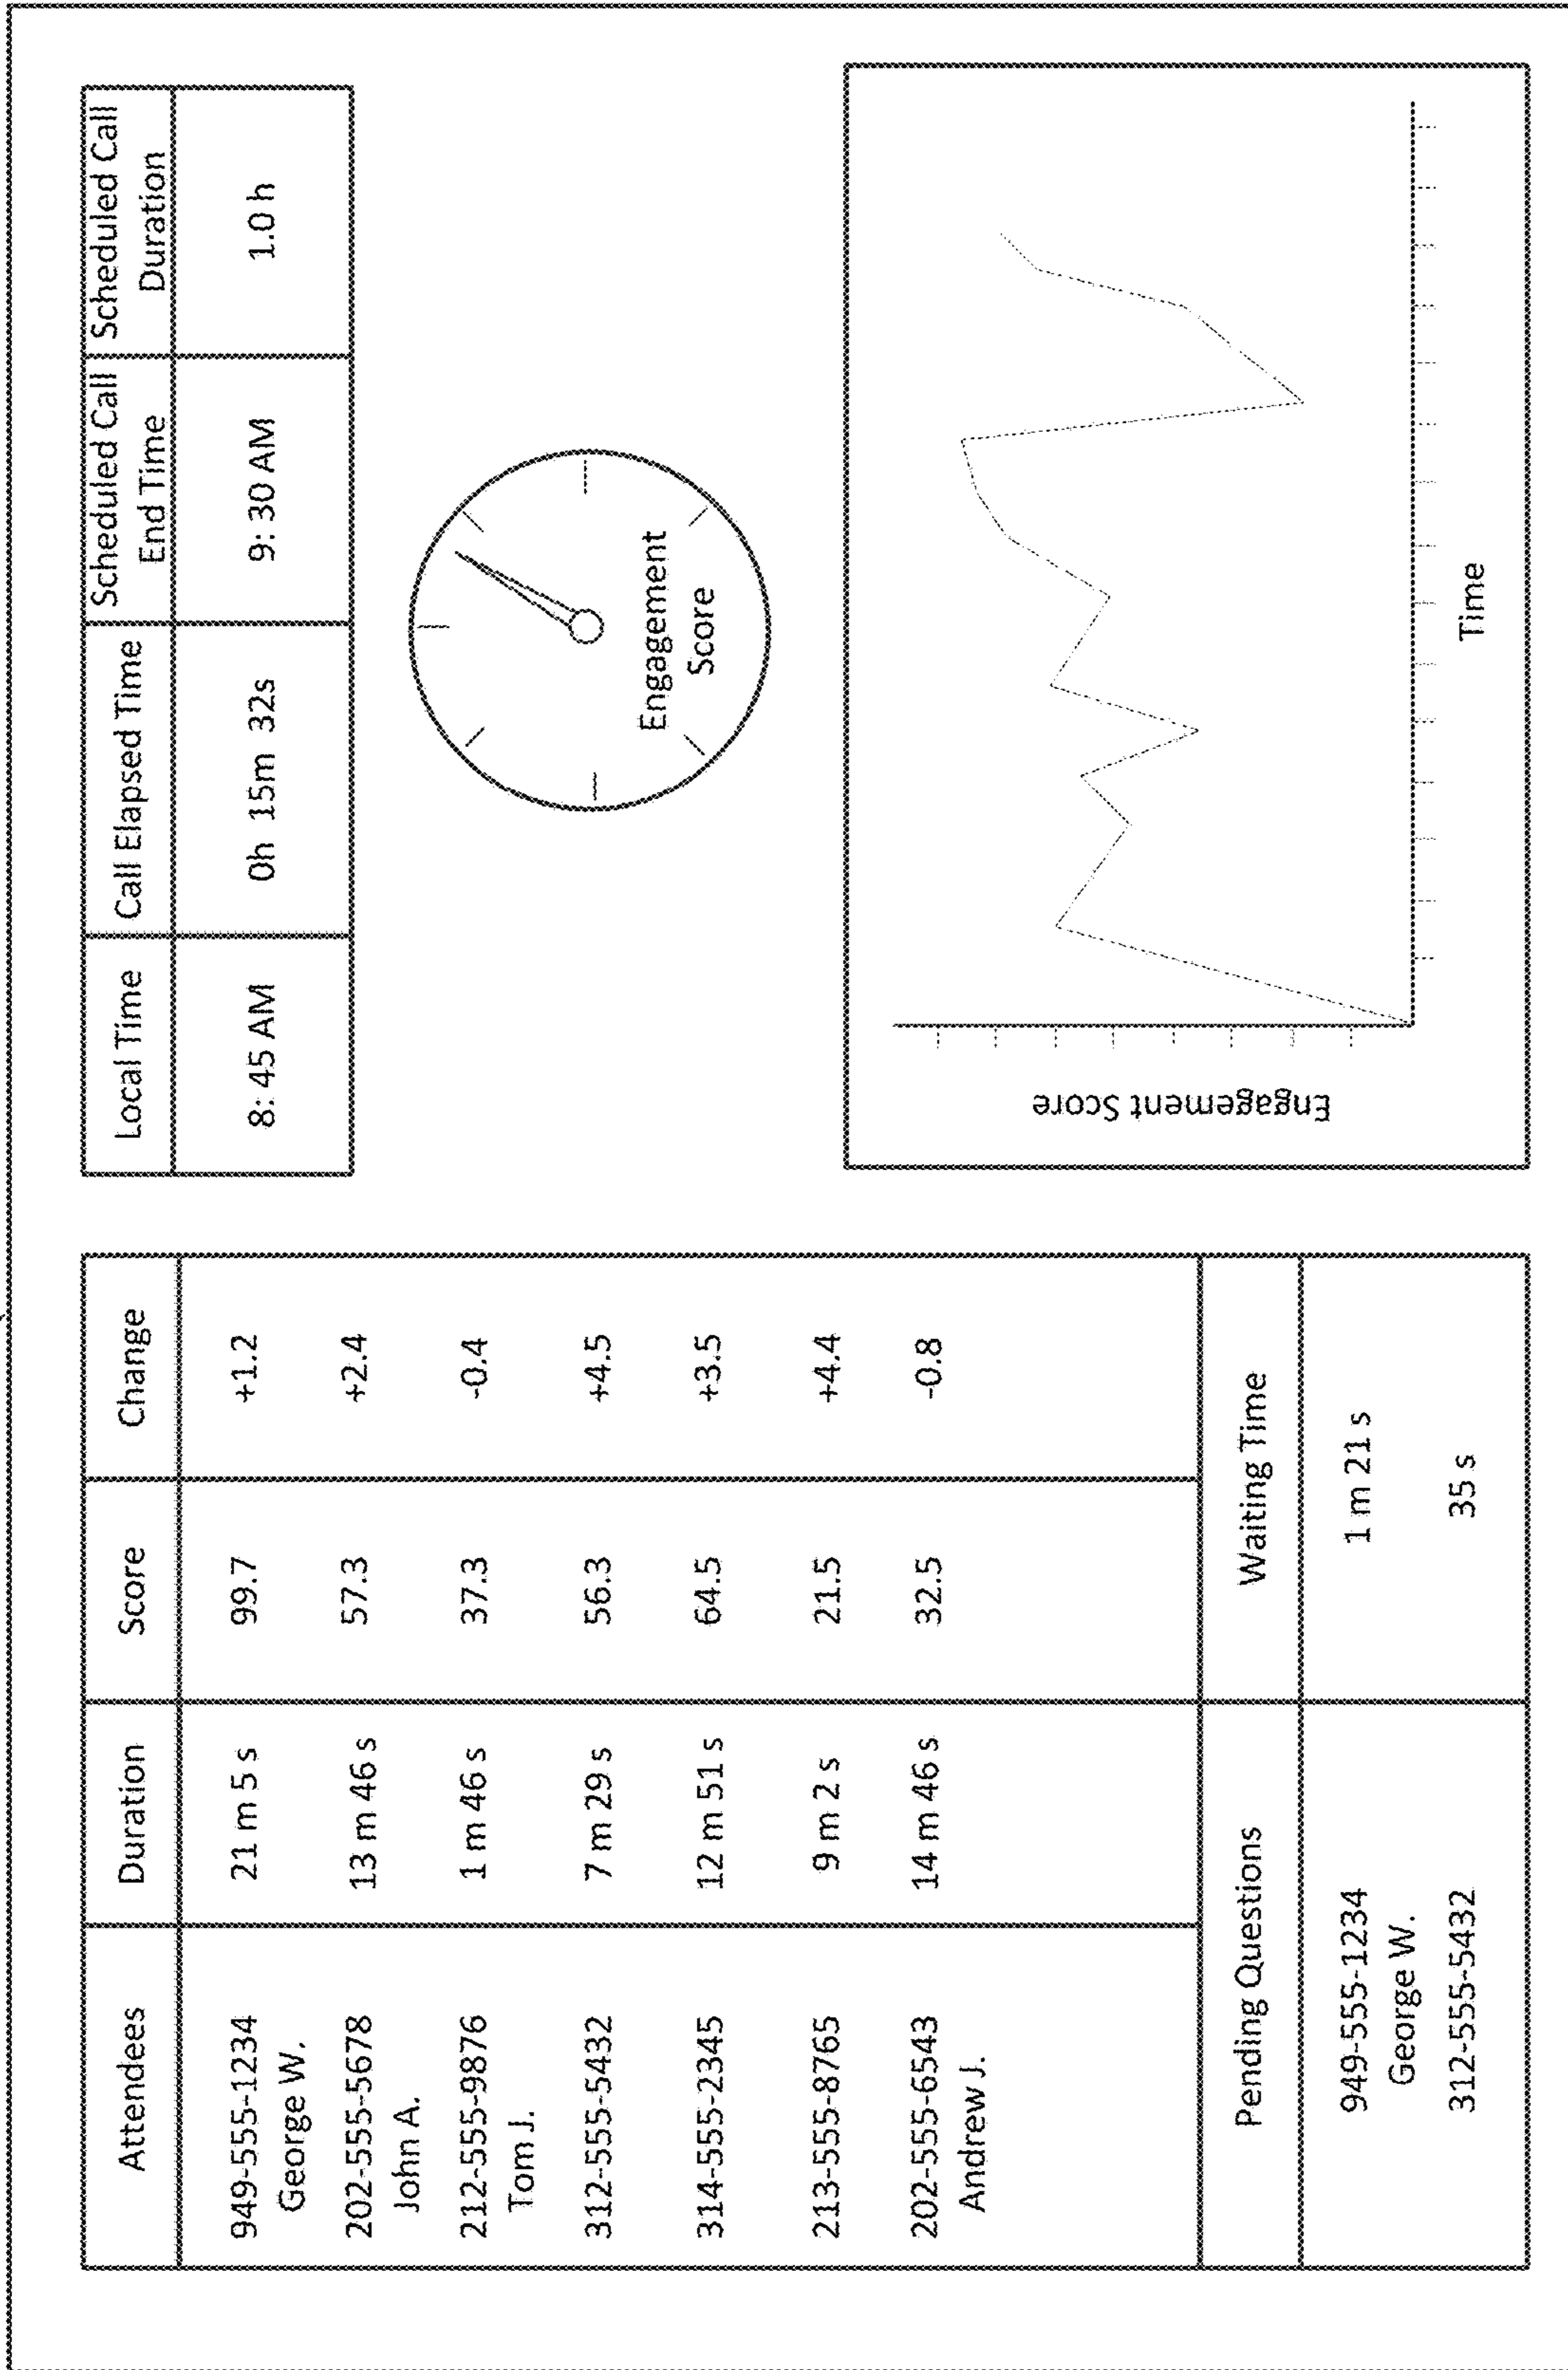 Attendees Duration Score Change
949-555-1234 21 m 5 s 99.7 +1.2
George W.
202-555-5678 13 m 46 s 57.3 +2.4
John A.
212-555-9876 1 m 46 s 37.3 -0.4
Tom J.
312-555-5432 7 m 29 s 56.3 +4.5
314-555-2345 12 m 51 s 64.5 +3.5
213-555-8765 9 m 2 s 21.5 +4.4
202-555-6543 14 m 46 s 32.5 -0.8
Andrew J.
Pending Questions Waiting Time
949-555-1234 1 m 21 s
George W.
312-555-5432 35 s
Local Time Call Elapsed Time Scheduled Call Scheduled Call
End Time Duration
8: 45 AM 0h 15m 32s 9: 30 AM 1.0 h
Engagement
Score
Engagement Score
Time